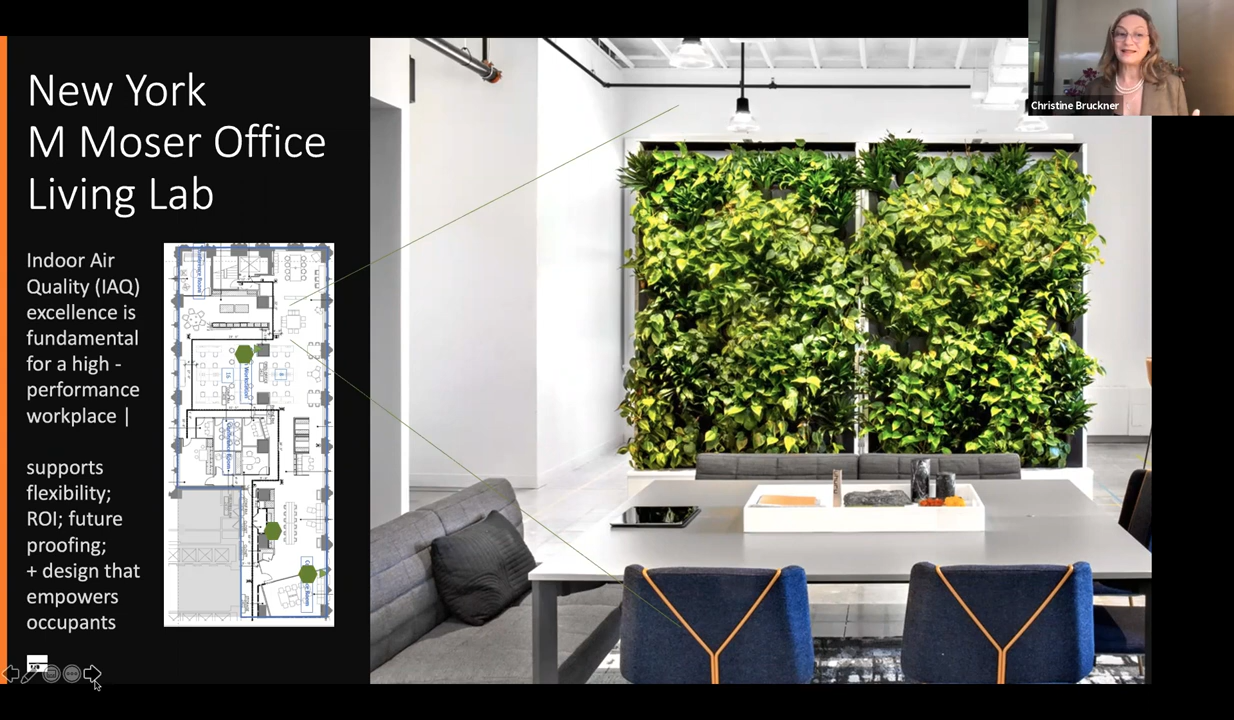 New York
M Moser Office
Living Lab
Indoor Air
Quality (IAQ)
excellence is
fundamental
for a high -
performance
workplace |
supports
flexibility;
ROI; future
proofing;
+ design that
empowers
occupants
Christine Bruckner